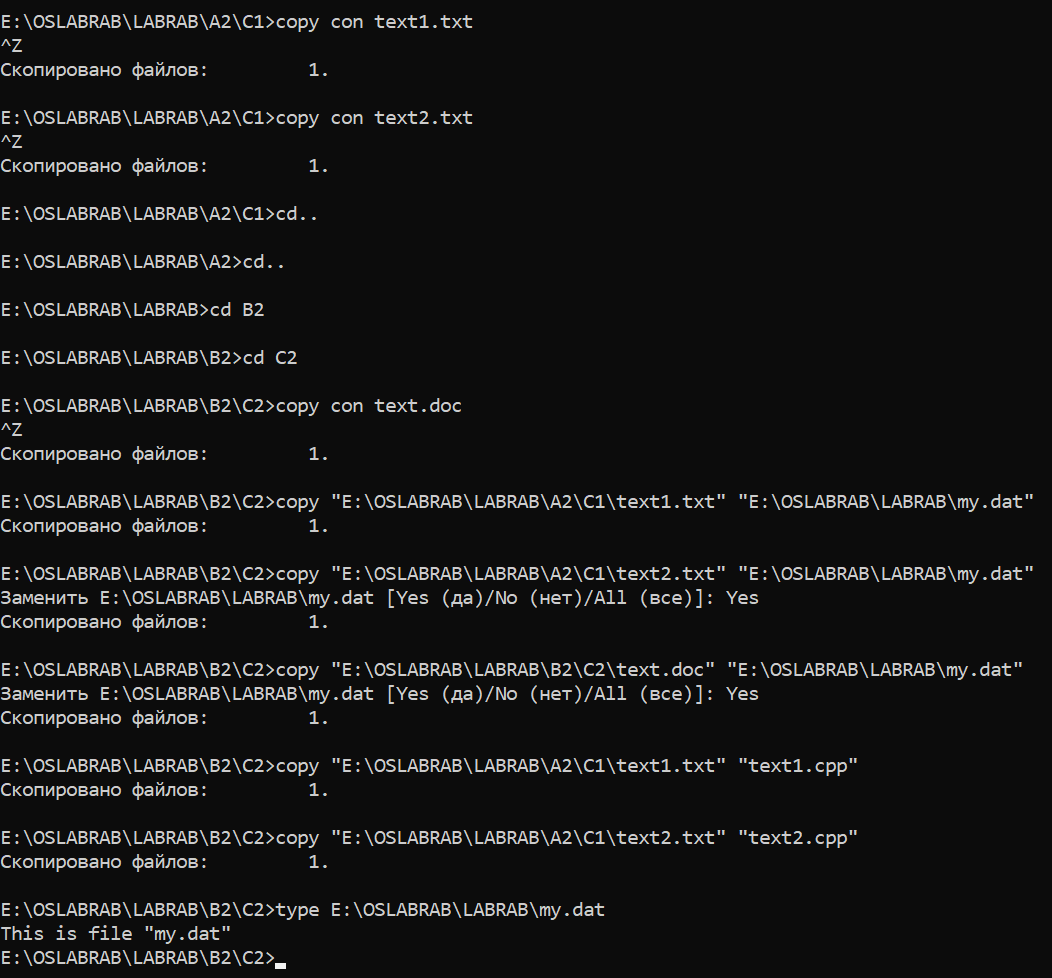 E:\OSLABRAB\LABRAB\A2\C1>copy con text1.txt
^Z
Скопировано файлов:         1.
E:\OSLABRAB\LABRAB\A2\C1>copy con text2.txt
^Z
Скопировано файлов:         1.
E:\OSLABRAB\LABRAB\A2\C1>cd..
E:\OSLABRAB\LABRAB\A2>cd..
E:\OSLABRAB\LABRAB>cd B2
E:\OSLABRAB\LABRAB\B2>cd C2
E:\OSLABRAB\LABRAB\B2\C2>copy con text.doc
^Z
Скопировано файлов:         1.
E:\OSLABRAB\LABRAB\B2\C2>copy "E:\OSLABRAB\LABRAB\A2\C1\text1.txt" "E:\OSLABRAB\LABRAB\my.dat"
Скопировано файлов:         1.
E:\OSLABRAB\LABRAB\B2\C2>copy "E:\OSLABRAB\LABRAB\A2\C1\text2.txt" "E:\OSLABRAB\LABRAB\my.dat"
Заменить E:\OSLABRAB\LABRAB\my.dat [Yes (да)/No (нет)/All (все)]: Yes
Скопировано файлов:         1.
E:\OSLABRAB\LABRAB\B2\C2>copy "E:\OSLABRAB\LABRAB\B2\C2\text.doc" "E:\OSLABRAB\LABRAB\my.dat"
Заменить E:\OSLABRAB\LABRAB\my.dat [Yes (да)/No (нет)/All (все)]: Yes
Скопировано файлов:         1.
E:\OSLABRAB\LABRAB\B2\C2>copy "E:\OSLABRAB\LABRAB\A2\C1\text1.txt" "text1.cpp"
Скопировано файлов:         1.
E:\OSLABRAB\LABRAB\B2\C2>copy "E:\OSLABRAB\LABRAB\A2\C1\text2.txt" "text2.cpp"
Скопировано файлов:         1.
E:\OSLABRAB\LABRAB\B2\C2>type E:\OSLABRAB\LABRAB\my.dat
This is file "my.dat"
E:\OSLABRAB\LABRAB\B2\C2>